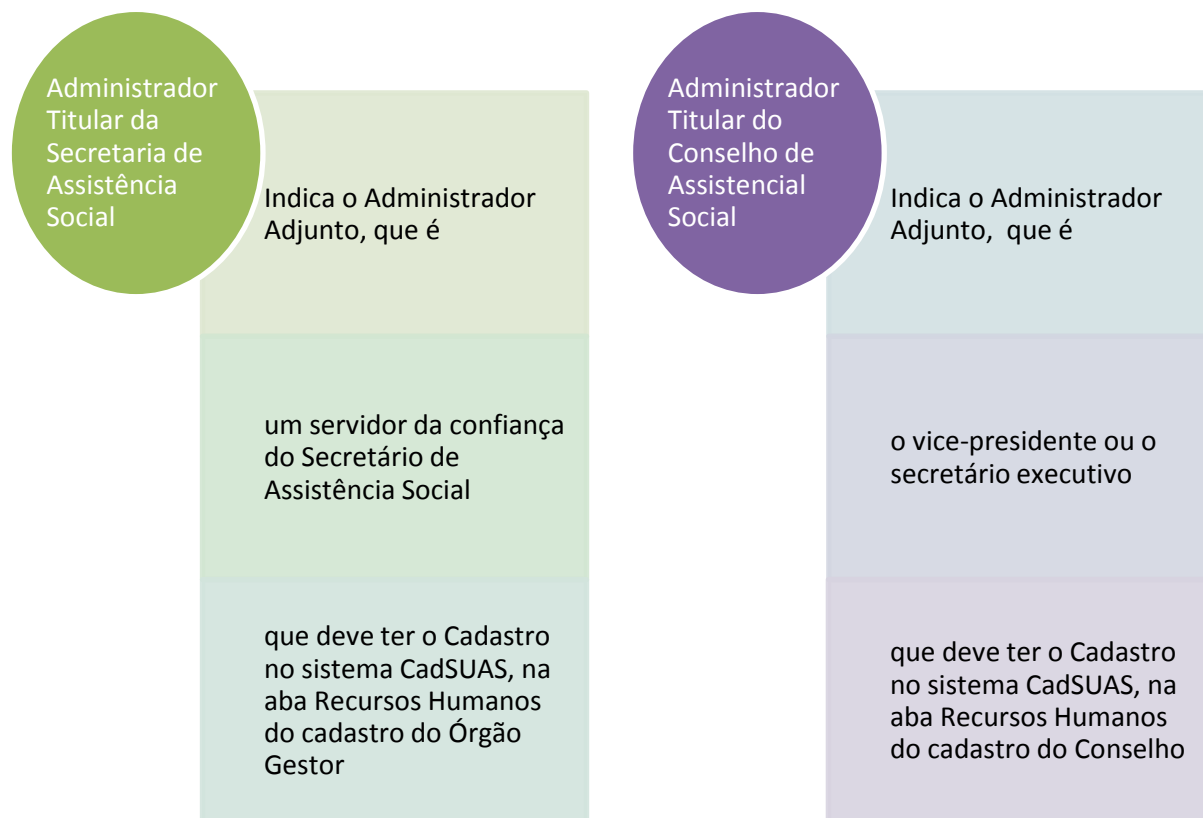 Administrador
Titular da
Secretaria de
Assistência
Social
Indica o Administrador
Adjunto, que é
um servidor da confiança
do Secretário de
Assistência Social
que deve ter o Cadastro
no sistema CadSUAS, na
aba Recursos Humanos
do cadastro do Órgão
Gestor
Administrador
Titular do
Conselho de
Assistencial
Social
Indica o Administrador
Adjunto,  que é
o vice-presidente ou o
secretário executivo
que deve ter o Cadastro
no sistema CadSUAS, na
aba Recursos Humanos
do cadastro do Conselho